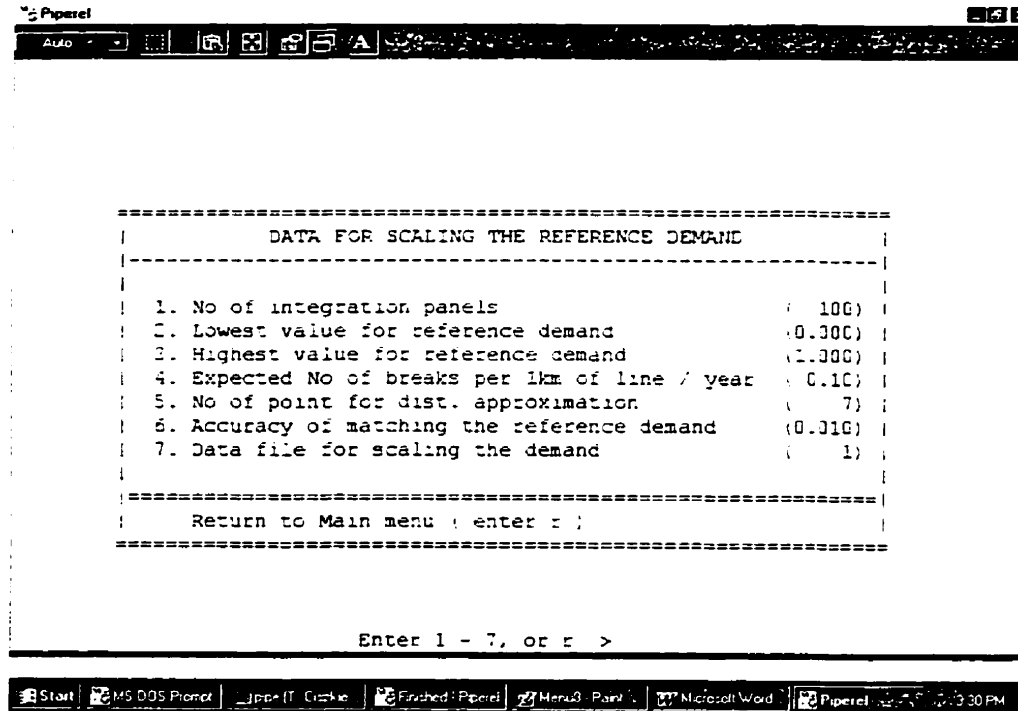 Piperel
Auto A
DATA FOR SCALING THE REFERENCE DEMAND
1. No of integration panels ( 100)
2. Lowest value for reference demand (0.000)
3. Highest value for reference demand (1.000)
4. Expected No of breaks per 1km of line / year ( 0.10)
5. No of point for dist. approximation ( 7)
6. Accuracy of matching the reference demand (0.010)
7. Data file for scaling the demand ( 1)
Return to Main menu ( enter r )
Enter 1 - 7, or r >
Start MS-DOS Prompt Finished - Piperel Menu3 - Paint Microsoft Word Piperel 3:30 PM